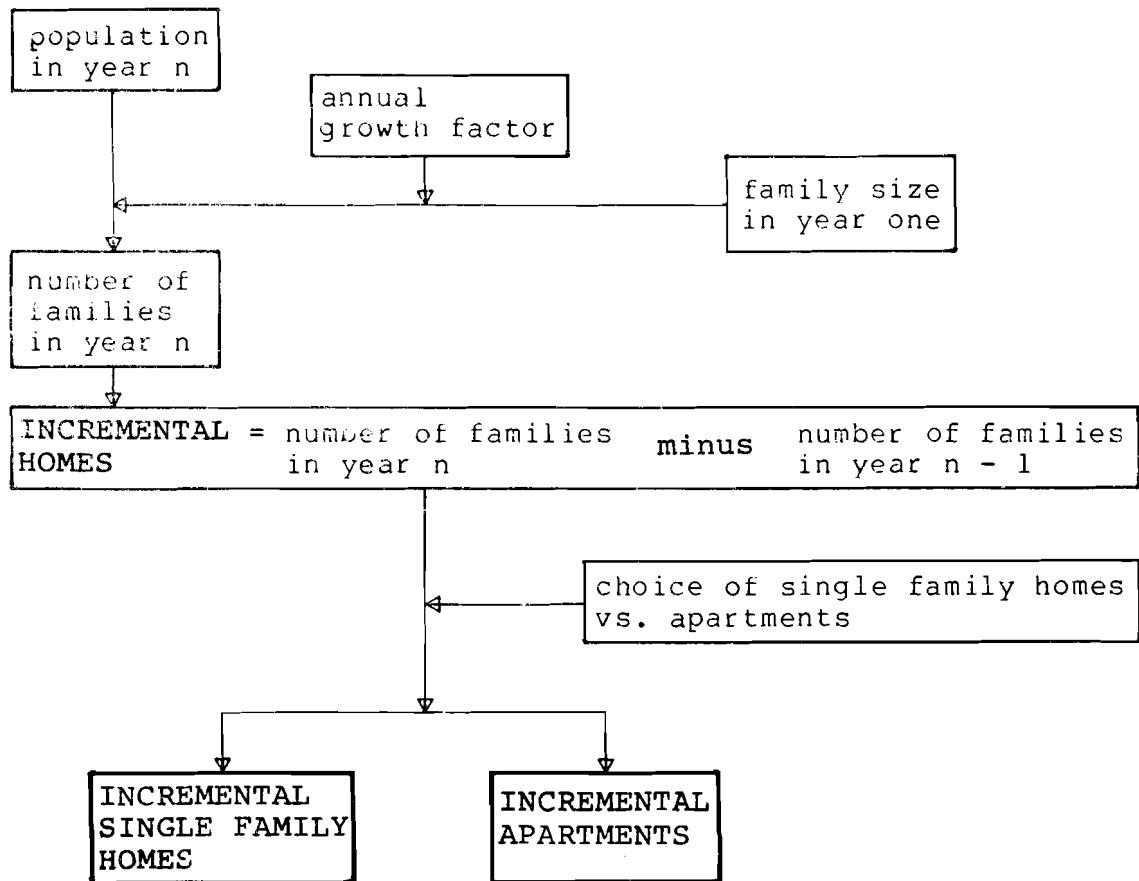 population
in year n
annual
growth factor
family size
in year one
number of
families
in year n
INCREMENTAL = number of families minus number of families
HOMES in year n in year n - 1
choice of single family homes
vs. apartments
INCREMENTAL
SINGLE FAMILY
HOMES
INCREMENTAL
APARTMENTS